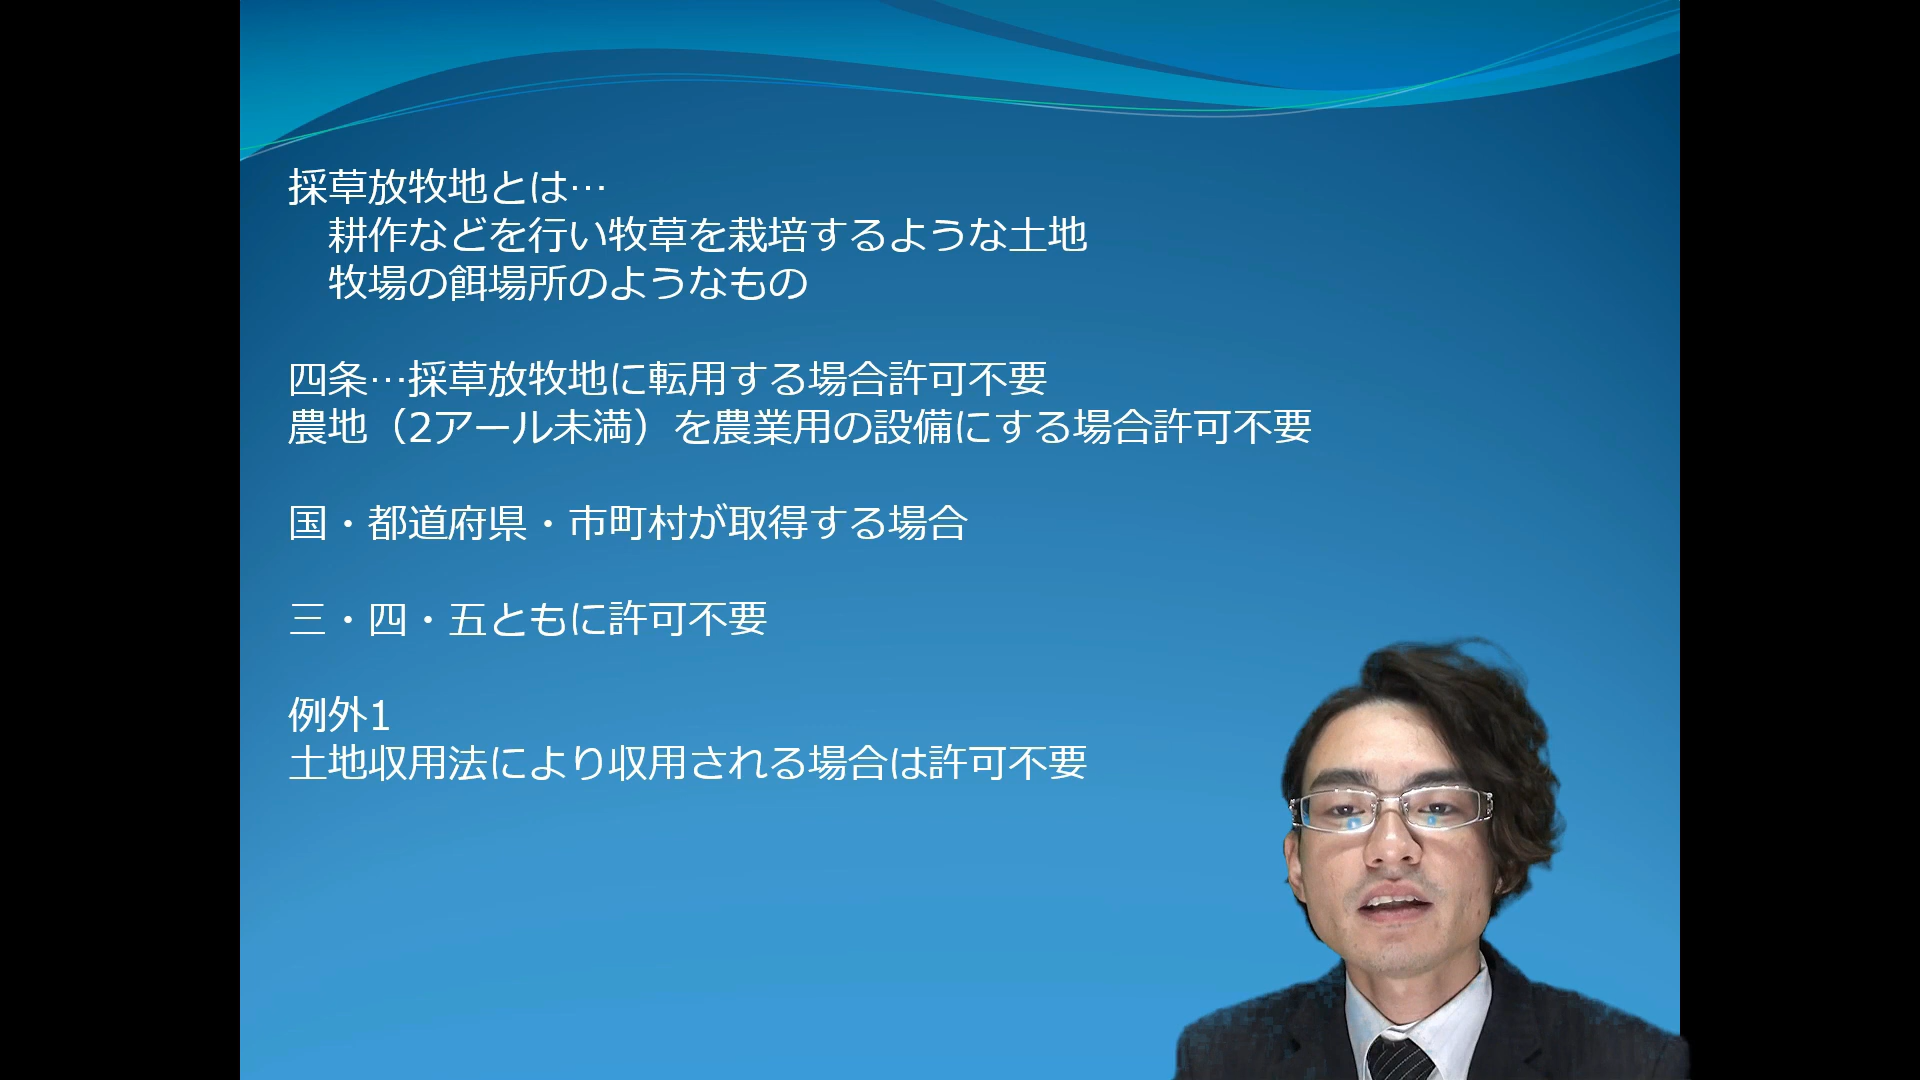 採草放牧地とは…
耕作などを行い牧草を栽培するような土地
牧場の餌場所のようなもの
四条…採草放牧地に転用する場合許可不要
農地（2アール未満）を農業用の設備にする場合許可不要
国・都道府県・市町村が取得する場合
三・四・五ともに許可不要
例外1
土地収用法により収用される場合は許可不要